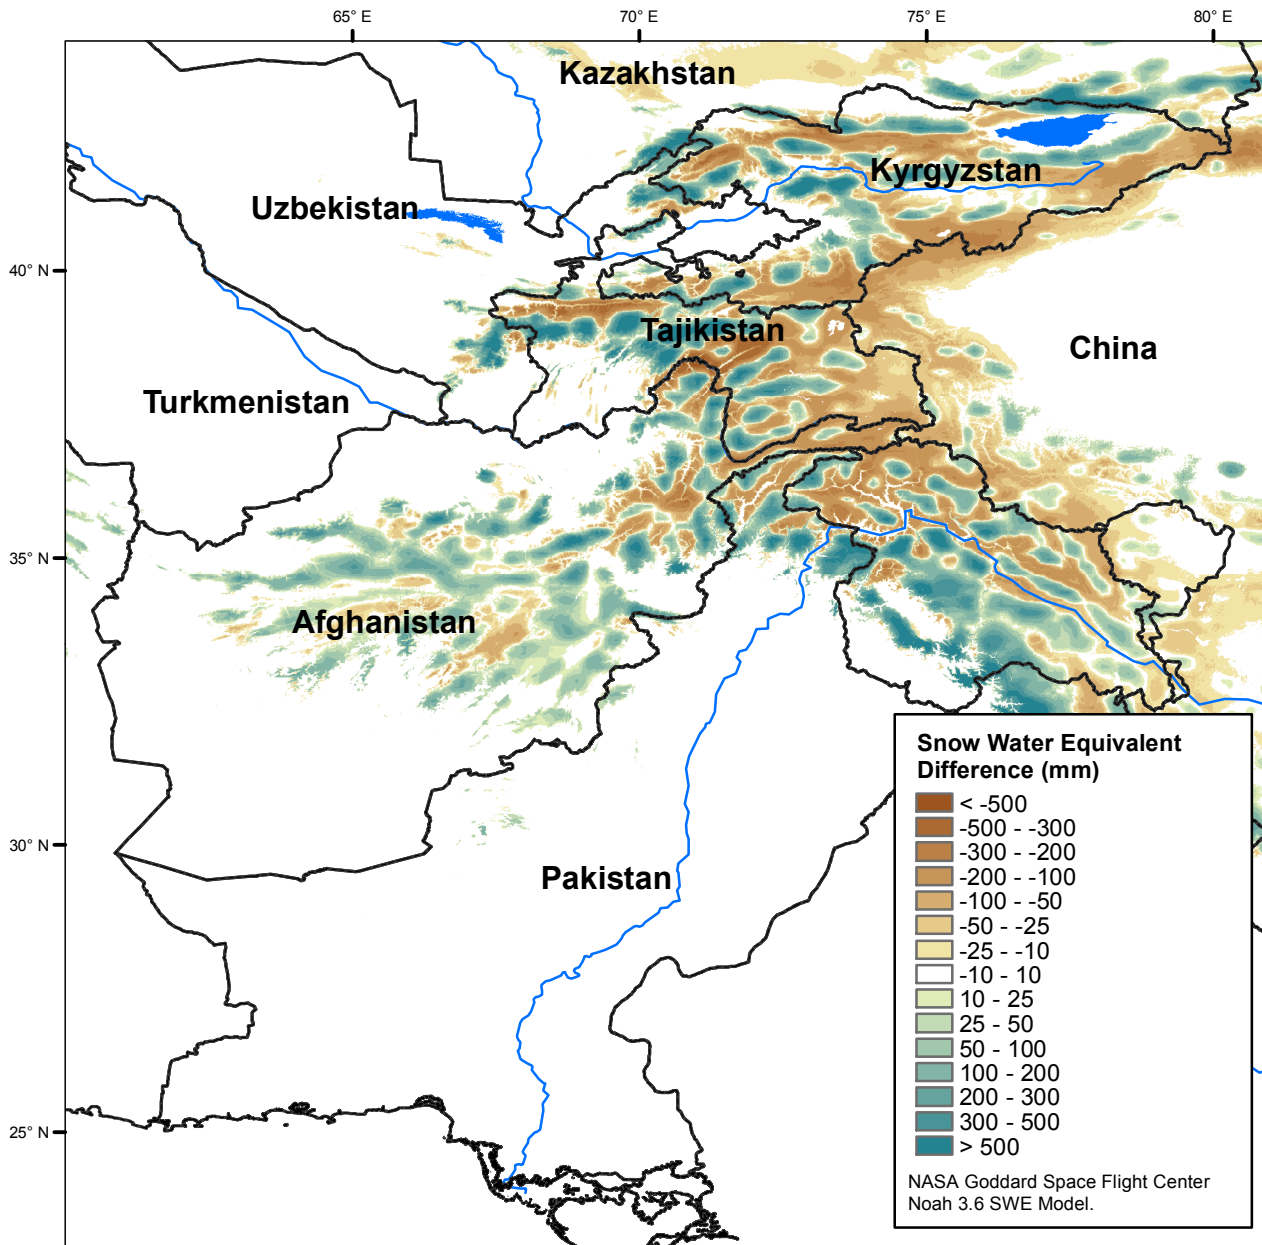 65° E
70° E
75° E
80° E
Kazakhstan
Kyrgyzstan
Uzbekistan
40° N
Tajikistan
China
Turkmenistan
35° N
Afghanistan
Snow Water Equivalent
Difference (mm)
< -500
-500 - -300
-300 - -200
-200 - -100
-100 - -50
-50 - -25
-25 - -10
-10 - 10
10 - 25
25 - 50
50 - 100
100 - 200
200 - 300
300 - 500
> 500
NASA Goddard Space Flight Center
Noah 3.6 SWE Model.
30° N
Pakistan
25° N